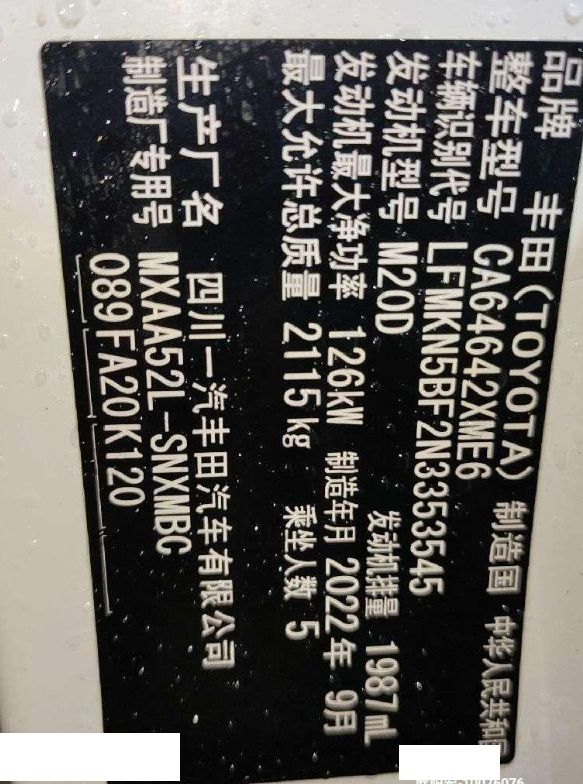 品牌 丰田(TOYOTA) 制造国 中华人民共和国
整车型号 CA64642XME6
车辆识别代号 LFMKN5BF2N3353545
发动机型号 M20D 发动机排量 1987mL
发动机最大净功率 126kW 制造年月 2022年 9月
最大允许总质量 2115kg 乘坐人数 5
生产厂名 四川一汽丰田汽车有限公司
制造厂专用号 MXAA52L-SNXMBC
089FA20K120